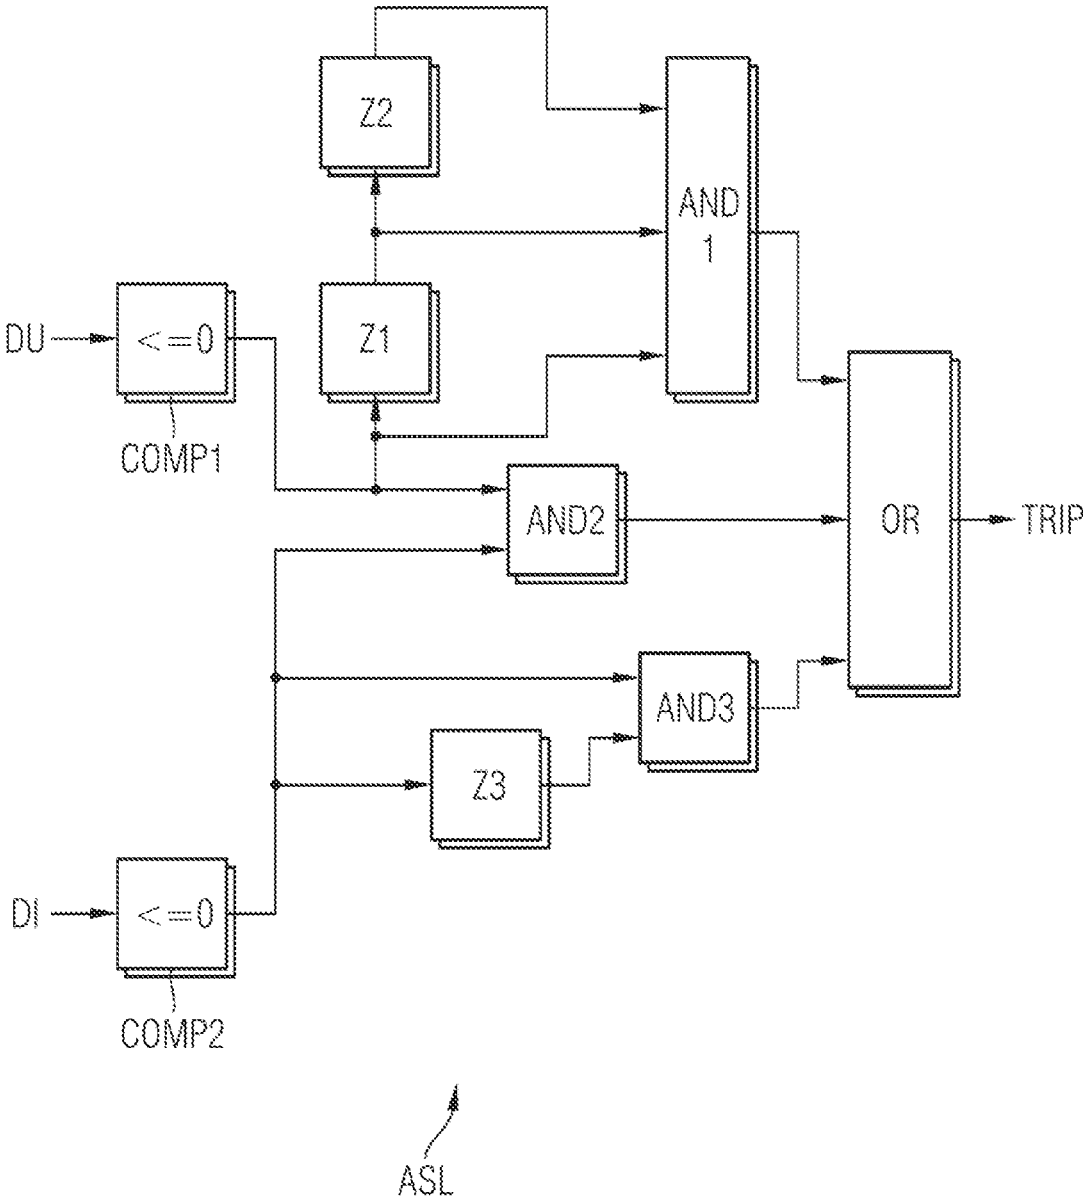 Z2
AND
1
DU
<=0
Z1
COMP1
AND2
OR
TRIP
AND3
Z3
DI
<=0
COMP2
ASL